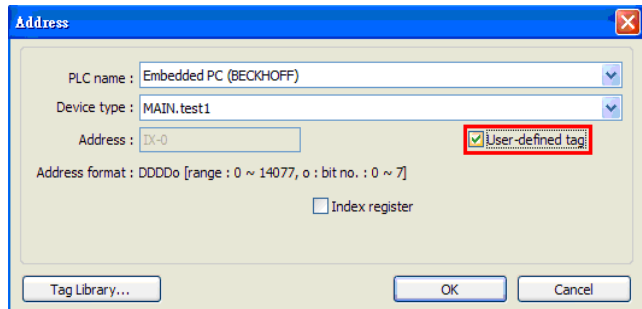 Address
PLC name : Embedded PC (BECKHOFF)
Device type : MAIN.test1
Address : IX-0 User-defined tag
Address format : DDDDo [range : 0 ~ 14077, o : bit no. : 0 ~ 7]
Index register
Tag Library... OK Cancel